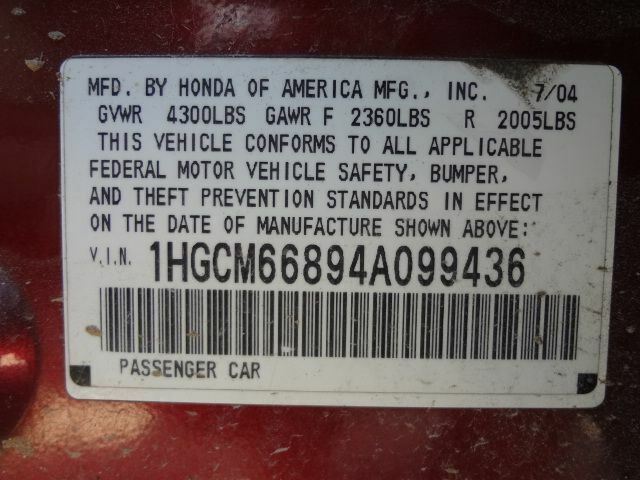 MFD. BY HONDA OF AMERICA MFG., INC. 7/04
GVWR 4300LBS GAWR F 2360LBS R 2005LBS
THIS VEHICLE CONFORMS TO ALL APPLICABLE
FEDERAL MOTOR VEHICLE SAFETY, BUMPER,
AND THEFT PREVENTION STANDARDS IN EFFECT
ON THE DATE OF MANUFACTURE SHOWN ABOVE:
V.I.N. 1HGCM66894A099436
PASSENGER CAR